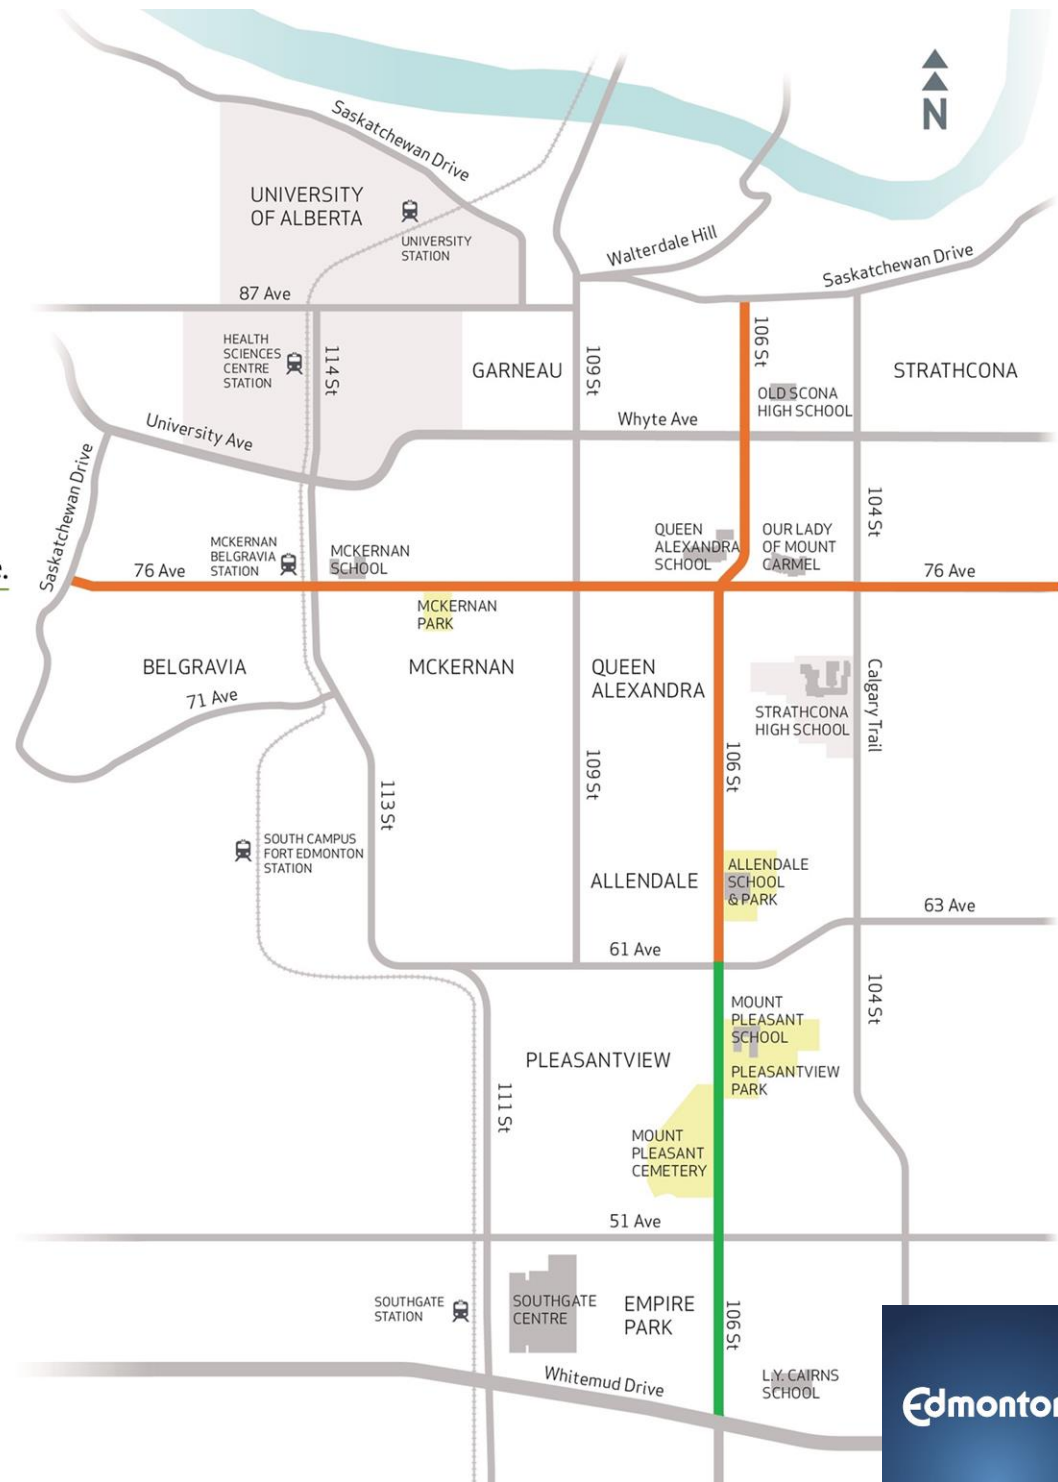 N
Saskatchewan Drive
UNIVERSITY
OF ALBERTA
UNIVERSITY
STATION
Walterdale Hill
Saskatchewan Drive
87 Ave
HEALTH
SCIENCES
CENTRE
STATION
114 St
GARNEAU
109 St
106 St
STRATHCONA
OLD SCONA
HIGH SCHOOL
University Ave
Whyte Ave
Saskatchewan Drive
104 St
MCKERNAN
BELGRAVIA
STATION
MCKERNAN
SCHOOL
QUEEN
ALEXANDRA
SCHOOL
OUR LADY
OF MOUNT
CARMEL
76 Ave
76 Ave
MCKERNAN
PARK
BELGRAVIA
MCKERNAN
QUEEN
ALEXANDRA
71 Ave
STRATHCONA
HIGH SCHOOL
Calgary Trail
113 St
109 St
106 St
SOUTH CAMPUS
FORT EDMONTON
STATION
ALLENDALE
ALLENDALE
SCHOOL
& PARK
63 Ave
61 Ave
104 St
MOUNT
PLEASANT
SCHOOL
PLEASANTVIEW
PLEASANTVIEW
PARK
111 St
MOUNT
PLEASANT
CEMETERY
51 Ave
SOUTHGATE
STATION
SOUTHGATE
CENTRE
EMPIRE
PARK
106 St
Whitemud Drive
L.Y. CAIRNS
SCHOOL
Edmonton